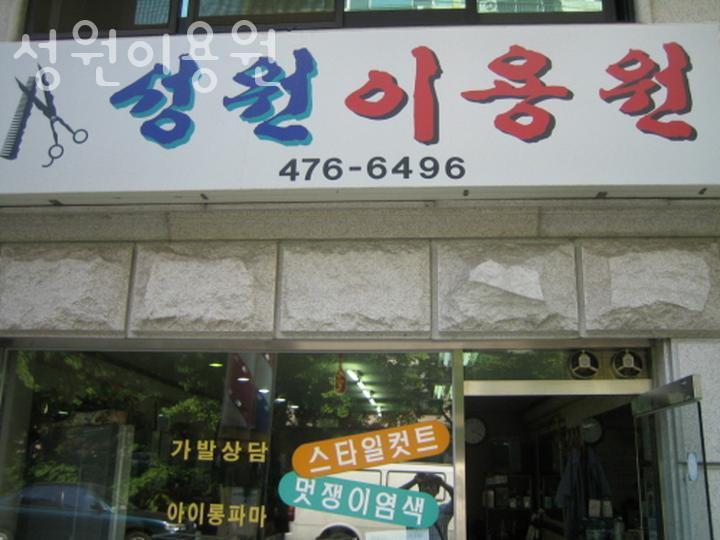 성원이용원
성원이용원
476-6496
가발상담
스타일컷트
멋쟁이염색
아이롱파마